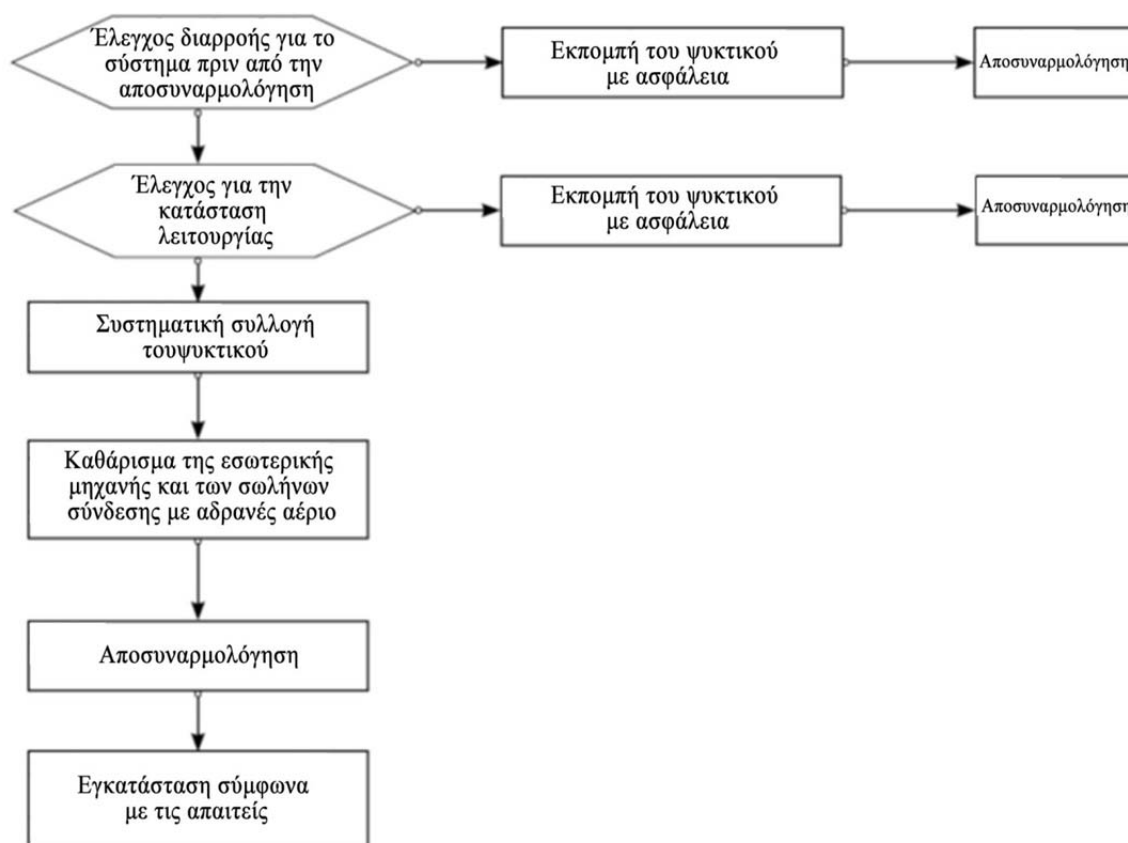 Έλεγχος διαρροής για το
σύστημα πριν από την
αποσυναρμολόγηση
Εκπομπή του ψυκτικού
με ασφάλεια
Αποσυναρμολόγηση
Έλεγχος για την
κατάσταση
λειτουργίας
Εκπομπή του ψυκτικού
με ασφάλεια
Αποσυναρμολόγηση
Συστηματική συλλογή
τουψυκτικού
Καθάρισμα της εσωτερικής
μηχανής και των σωλήνων
σύνδεσης με αδρανές αέριο
Αποσυναρμολόγηση
Εγκατάσταση σύμφωνα
με τις απαιτείς